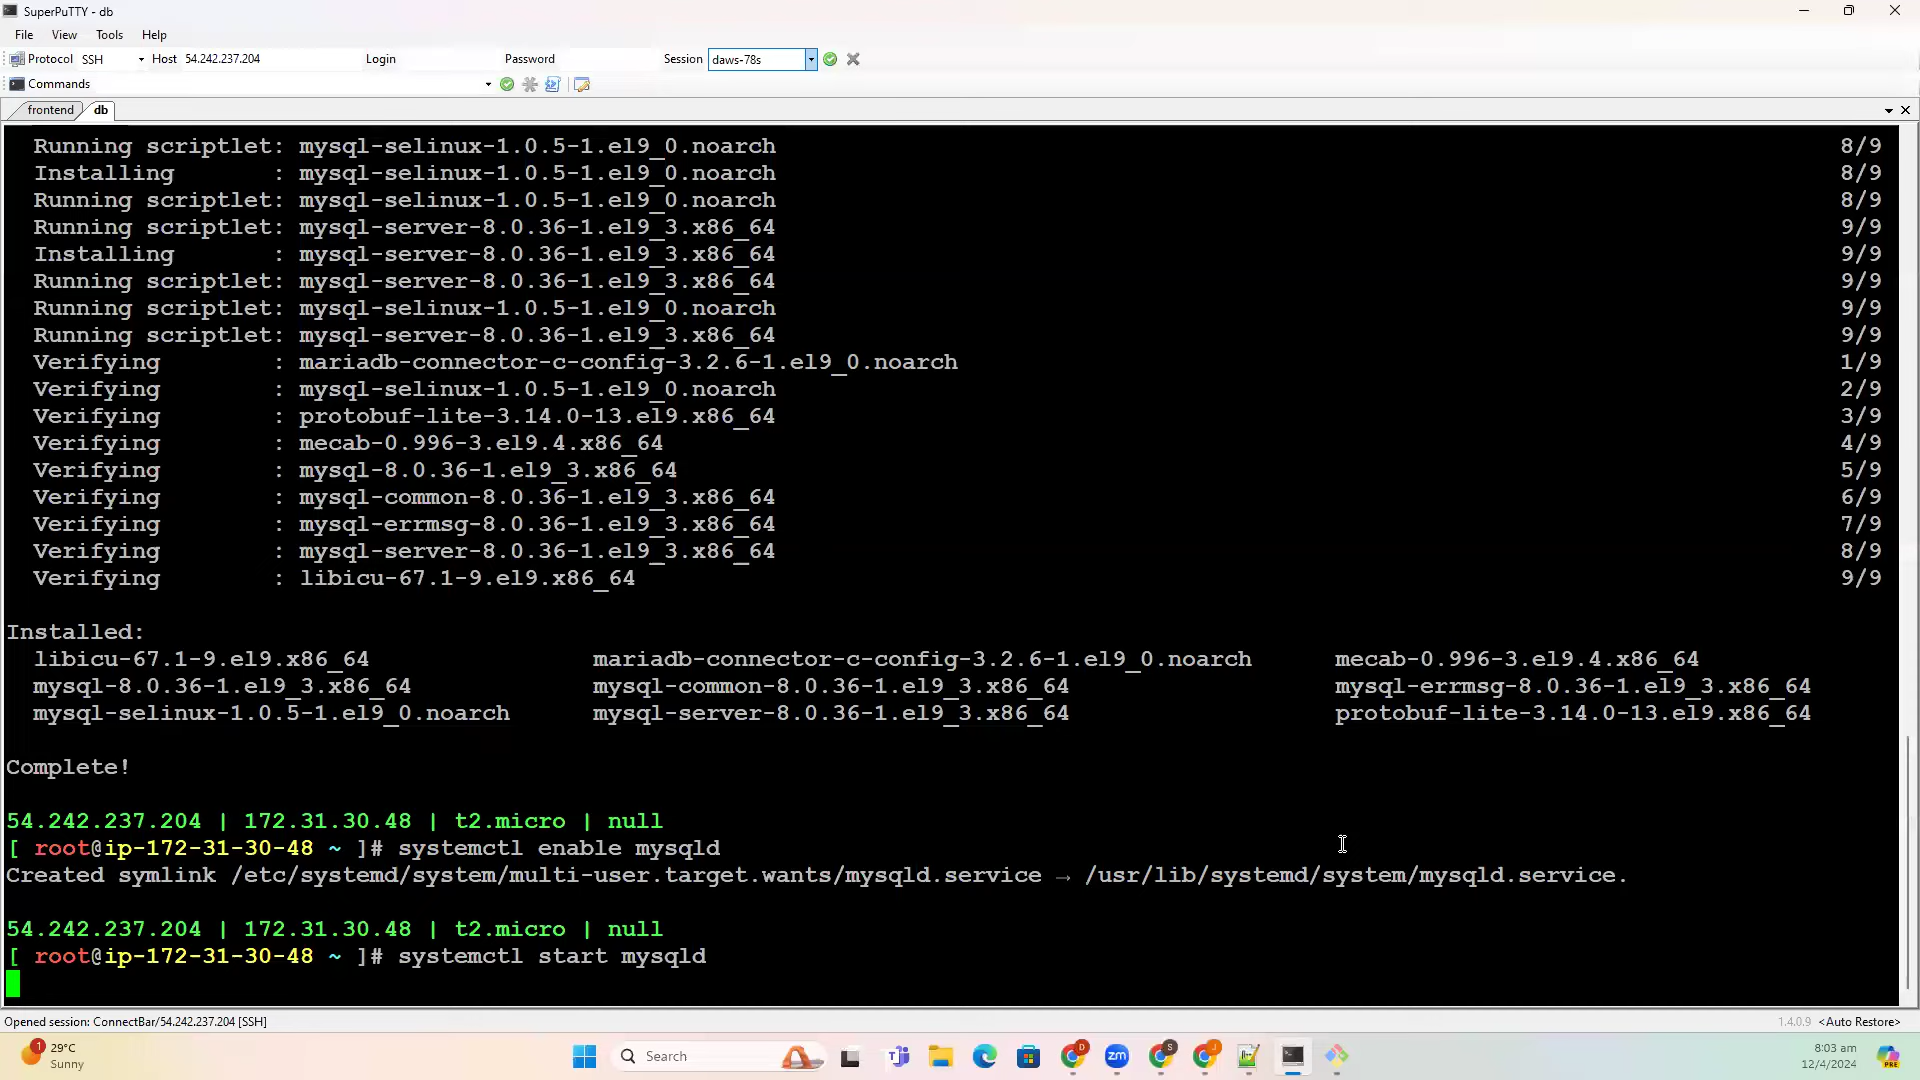 SuperPuTTY - db
File View Tools Help
Protocol SSH Host 54.242.237.204 Login Password Session daws-78s
Commands
frontend db
Running scriptlet: mysql-selinux-1.0.5-1.el9_0.noarch 8/9
Installing : mysql-selinux-1.0.5-1.el9_0.noarch 8/9
Running scriptlet: mysql-selinux-1.0.5-1.el9_0.noarch 8/9
Running scriptlet: mysql-server-8.0.36-1.el9_3.x86_64 9/9
Installing : mysql-server-8.0.36-1.el9_3.x86_64 9/9
Running scriptlet: mysql-server-8.0.36-1.el9_3.x86_64 9/9
Running scriptlet: mysql-selinux-1.0.5-1.el9_0.noarch 9/9
Running scriptlet: mysql-server-8.0.36-1.el9_3.x86_64 9/9
Verifying : mariadb-connector-c-config-3.2.6-1.el9_0.noarch 1/9
Verifying : mysql-selinux-1.0.5-1.el9_0.noarch 2/9
Verifying : protobuf-lite-3.14.0-13.el9.x86_64 3/9
Verifying : mecab-0.996-3.el9.4.x86_64 4/9
Verifying : mysql-8.0.36-1.el9_3.x86_64 5/9
Verifying : mysql-common-8.0.36-1.el9_3.x86_64 6/9
Verifying : mysql-errmsg-8.0.36-1.el9_3.x86_64 7/9
Verifying : mysql-server-8.0.36-1.el9_3.x86_64 8/9
Verifying : libicu-67.1-9.el9.x86_64 9/9
Installed:
libicu-67.1-9.el9.x86_64 mariadb-connector-c-config-3.2.6-1.el9_0.noarch mecab-0.996-3.el9.4.x86_64
mysql-8.0.36-1.el9_3.x86_64 mysql-common-8.0.36-1.el9_3.x86_64 mysql-errmsg-8.0.36-1.el9_3.x86_64
mysql-selinux-1.0.5-1.el9_0.noarch mysql-server-8.0.36-1.el9_3.x86_64 protobuf-lite-3.14.0-13.el9.x86_64
Complete!
54.242.237.204 | 172.31.30.48 | t2.micro | null
[ root@ip-172-31-30-48 ~ ]# systemctl enable mysqld
Created symlink /etc/systemd/system/multi-user.target.wants/mysqld.service → /usr/lib/systemd/system/mysqld.service.
54.242.237.204 | 172.31.30.48 | t2.micro | null
[ root@ip-172-31-30-48 ~ ]# systemctl start mysqld
Opened session: ConnectBar/54.242.237.204 [SSH] 1.4.0.9 <Auto Restore>
1 29°C Search 8:03 am
Sunny 12/4/2024